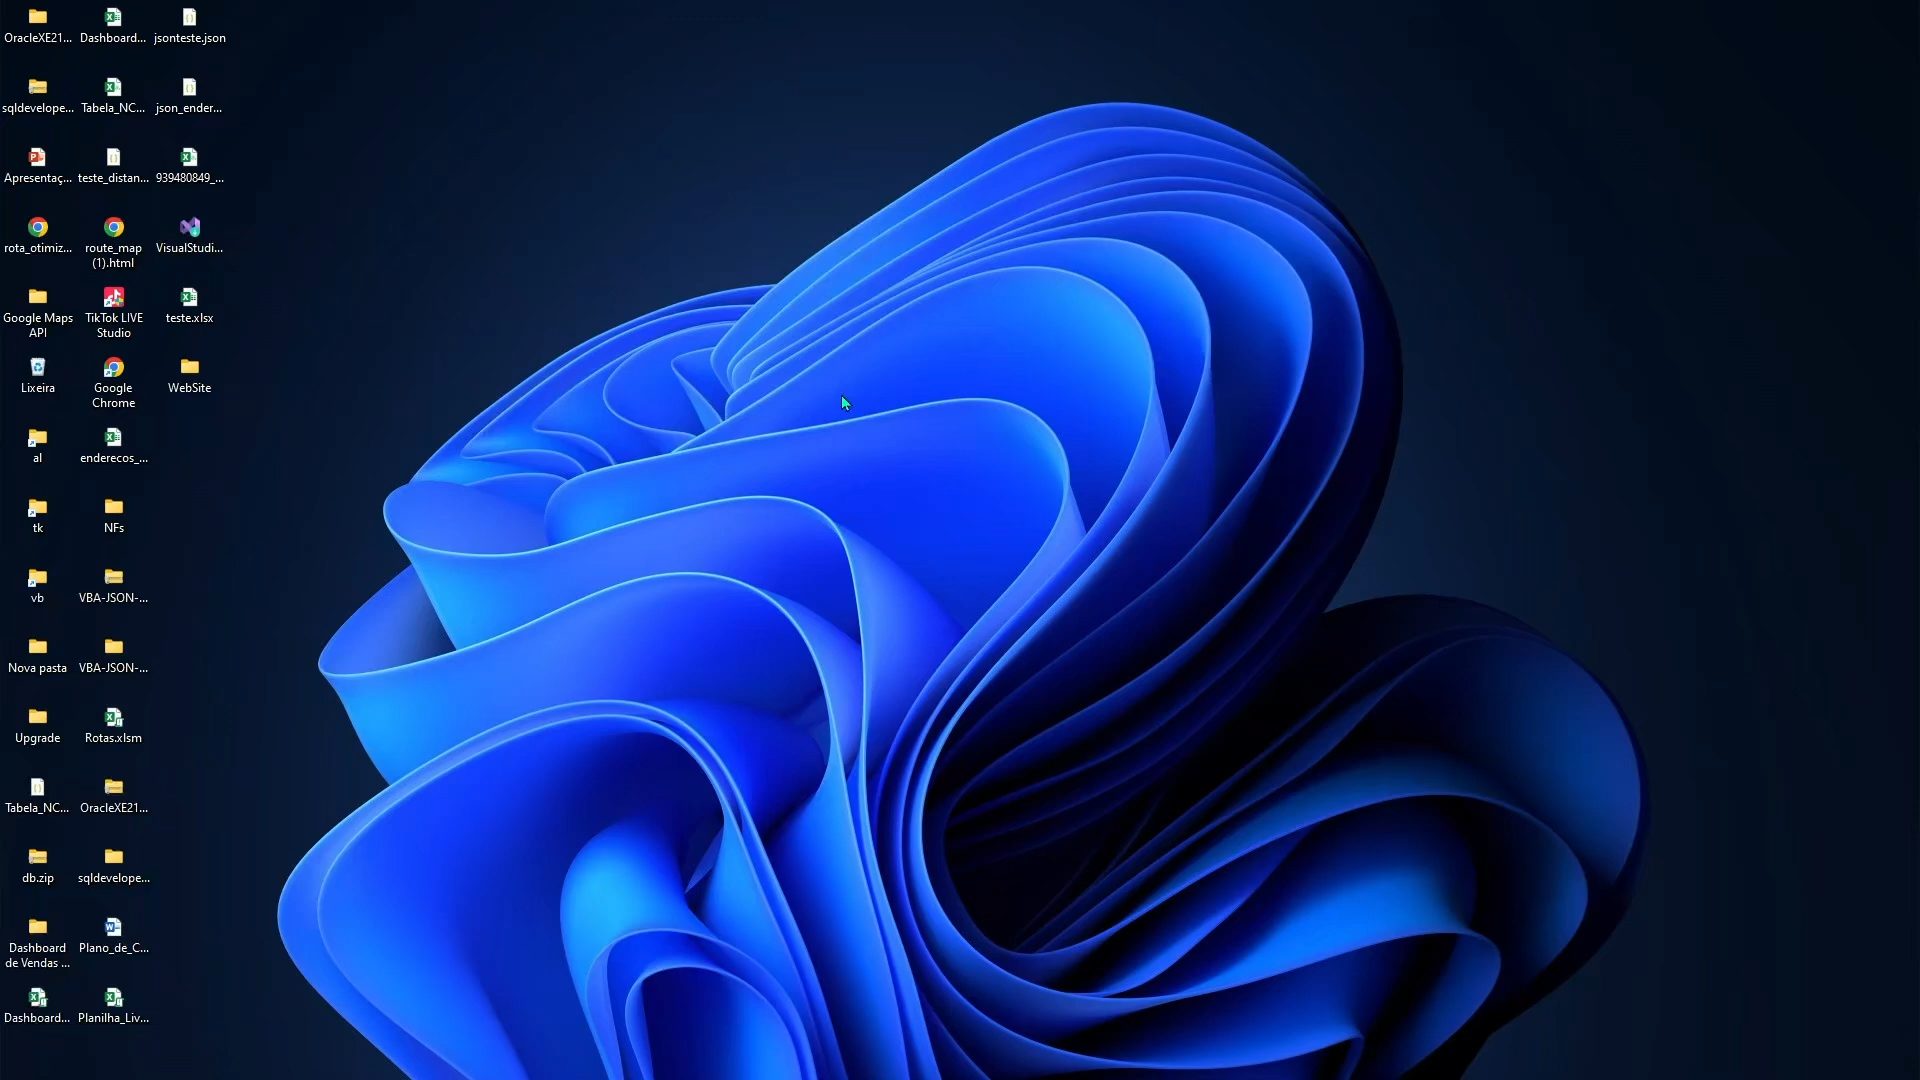 OracleXE21...
Dashboard...
jsonteste.json
sqldevelope...
Tabela_NC...
json_ender...
Apresentaç...
teste_distan...
939480849_...
rota_otimiz...
route_map
(1).html
VisualStudi...
Google Maps
API
TikTok LIVE
Studio
teste.xlsx
Lixeira
Google
Chrome
WebSite
al
enderecos_...
tk
NFs
vb
VBA-JSON-...
Nova pasta
VBA-JSON-...
Upgrade
Rotas.xlsm
Tabela_NC...
OracleXE21...
db.zip
sqldevelope...
Dashboard
de Vendas ...
Plano_de_C...
Dashboard...
Planilha_Liv...